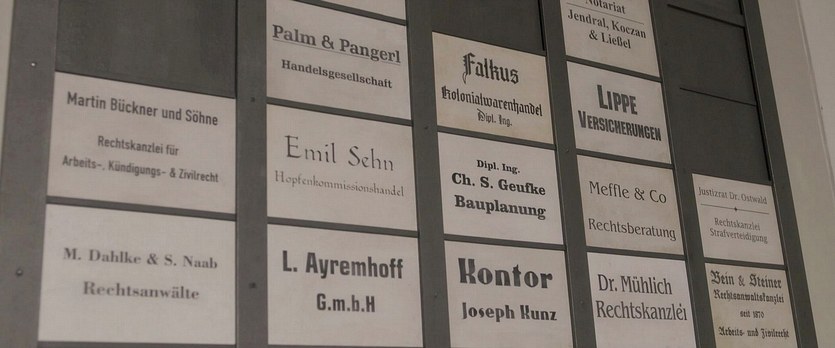 Martin Bückner und Söhne
Rechtskanzlei für
Arbeits-, Kündigungs- & Zivilrecht
M. Dahlke & S. Naab
Rechtsanwälte
Palm & Pangerl
Handelsgesellschaft
Emil Sehn
Hopfenkommissionshandel
L. Ayremhoff
G.m.b.H
Falkus
Kolonialwarenhandel
Dipl. Ing.
Dipl. Ing.
Ch. S. Geufke
Bauplanung
Kontor
Joseph Kunz
Notariat
Jendral, Koczan
& Ließel
LIPPE
VERSICHERUNGEN
Meffle & Co
Rechtsberatung
Dr. Mühlich
Rechtskanzlei
Justizrat Dr. Ostwald
Rechtskanzlei
Strafverteidigung
Bein & Steiner
Rechtsanwaltskanzlei
seit 1870
Arbeits- und Zivilrecht